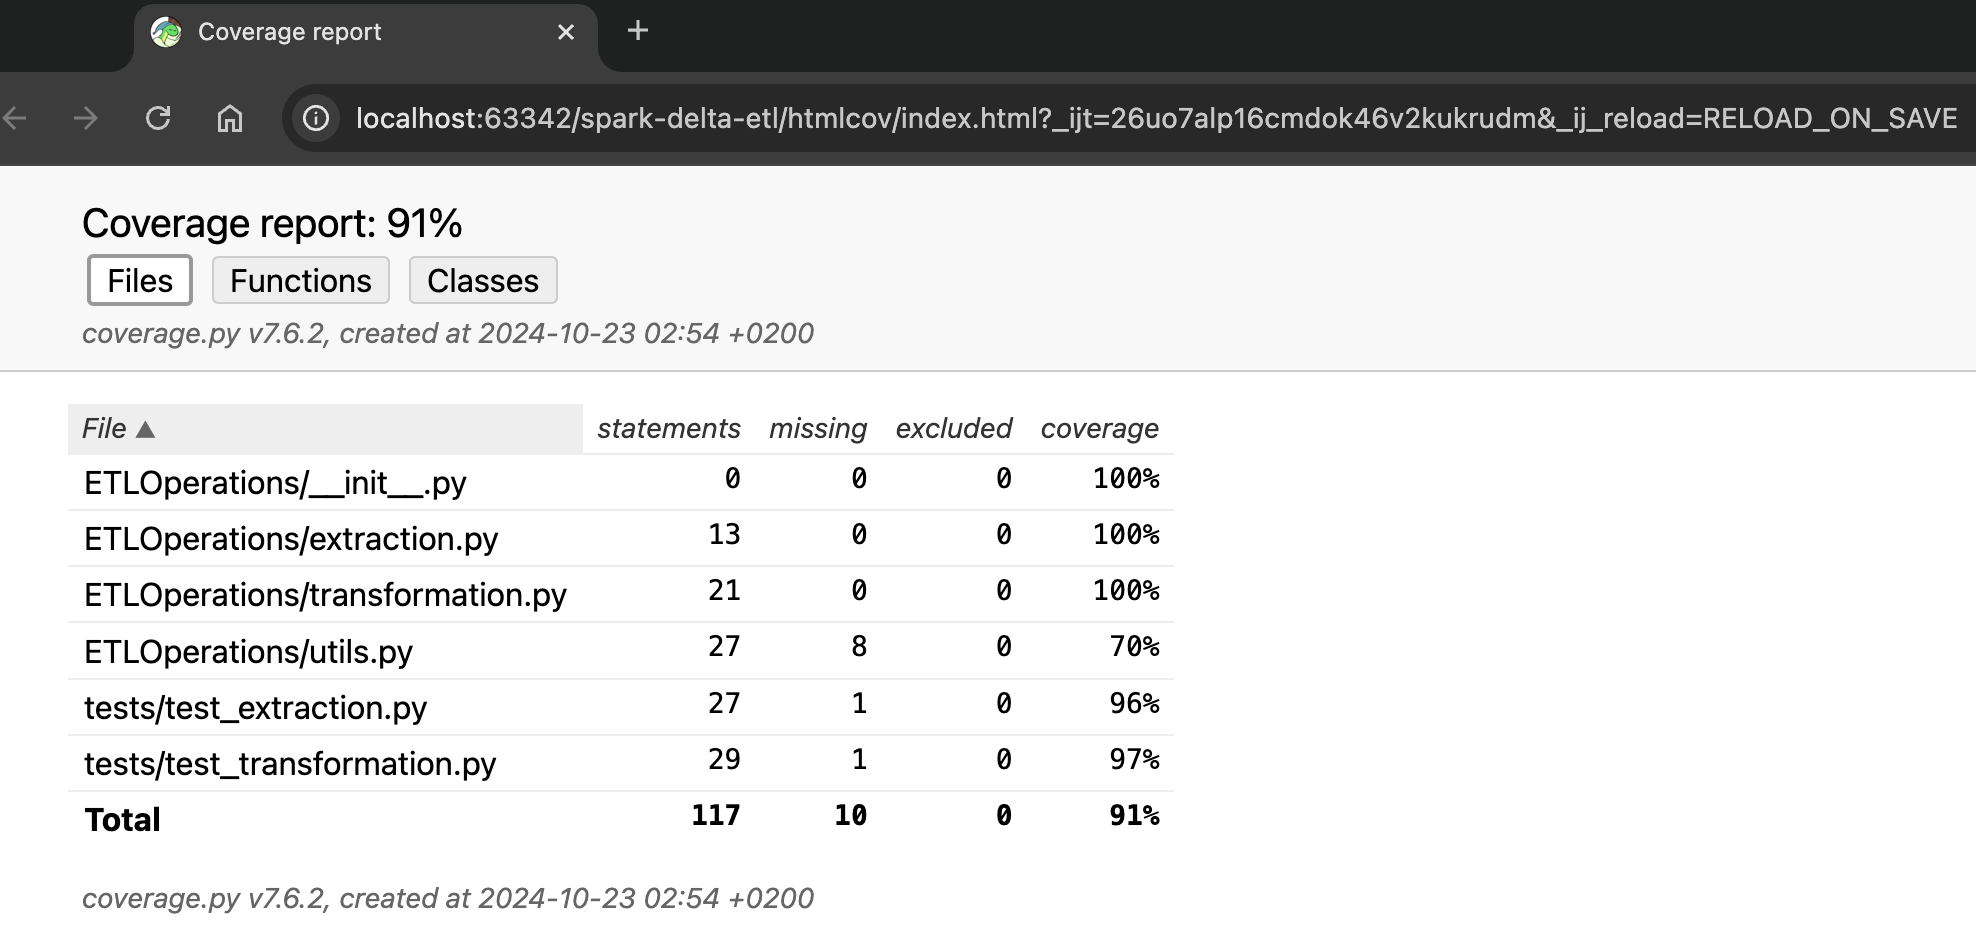 Coverage report
localhost:63342/spark-delta-etl/htmlcov/index.html?_ijt=26uo7alp16cmdok46v2kukrudm&_ij_reload=RELOAD_ON_SAVE
Coverage report: 91%
Files Functions Classes
coverage.py v7.6.2, created at 2024-10-23 02:54 +0200
File ▲ statements missing excluded coverage
ETLOperations/__init__.py 0 0 0 100%
ETLOperations/extraction.py 13 0 0 100%
ETLOperations/transformation.py 21 0 0 100%
ETLOperations/utils.py 27 8 0 70%
tests/test_extraction.py 27 1 0 96%
tests/test_transformation.py 29 1 0 97%
Total 117 10 0 91%
coverage.py v7.6.2, created at 2024-10-23 02:54 +0200